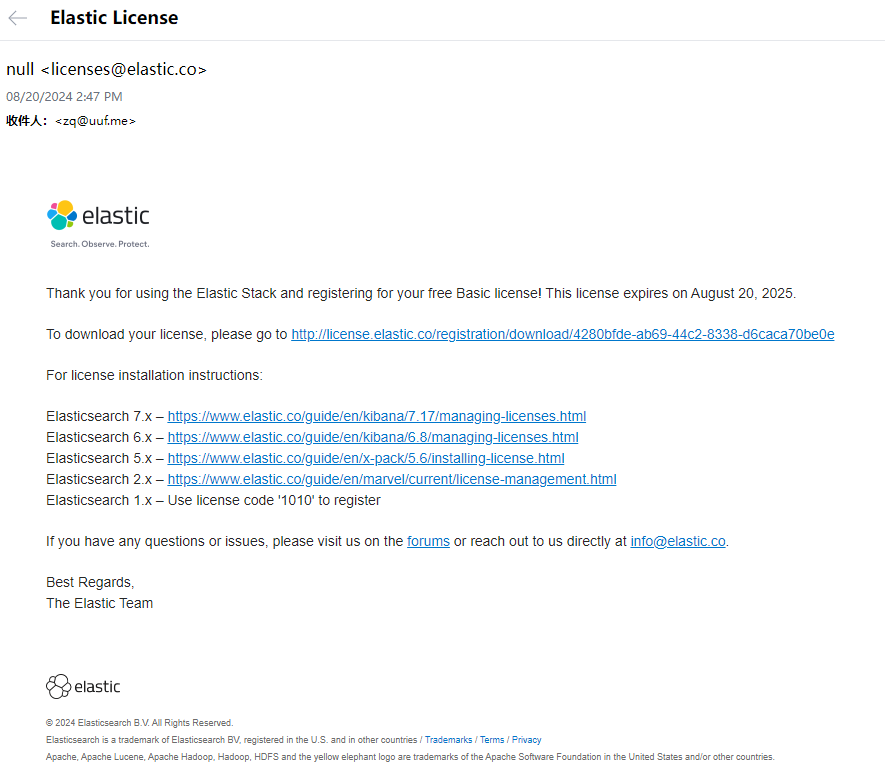 Elastic License
null <licenses@elastic.co>
08/20/2024 2:47 PM
收件人： <zq@uuf.me>
elastic
Search. Observe. Protect.
Thank you for using the Elastic Stack and registering for your free Basic license! This license expires on August 20, 2025.
To download your license, please go to http://license.elastic.co/registration/download/4280bfde-ab69-44c2-8338-d6caca70be0e
For license installation instructions:
Elasticsearch 7.x – https://www.elastic.co/guide/en/kibana/7.17/managing-licenses.html
Elasticsearch 6.x – https://www.elastic.co/guide/en/kibana/6.8/managing-licenses.html
Elasticsearch 5.x – https://www.elastic.co/guide/en/x-pack/5.6/installing-license.html
Elasticsearch 2.x – https://www.elastic.co/guide/en/marvel/current/license-management.html
Elasticsearch 1.x – Use license code '1010' to register
If you have any questions or issues, please visit us on the forums or reach out to us directly at info@elastic.co.
Best Regards,
The Elastic Team
elastic
© 2024 Elasticsearch B.V. All Rights Reserved.
Elasticsearch is a trademark of Elasticsearch BV, registered in the U.S. and in other countries / Trademarks / Terms / Privacy
Apache, Apache Lucene, Apache Hadoop, Hadoop, HDFS and the yellow elephant logo are trademarks of the Apache Software Foundation in the United States and/or other countries.